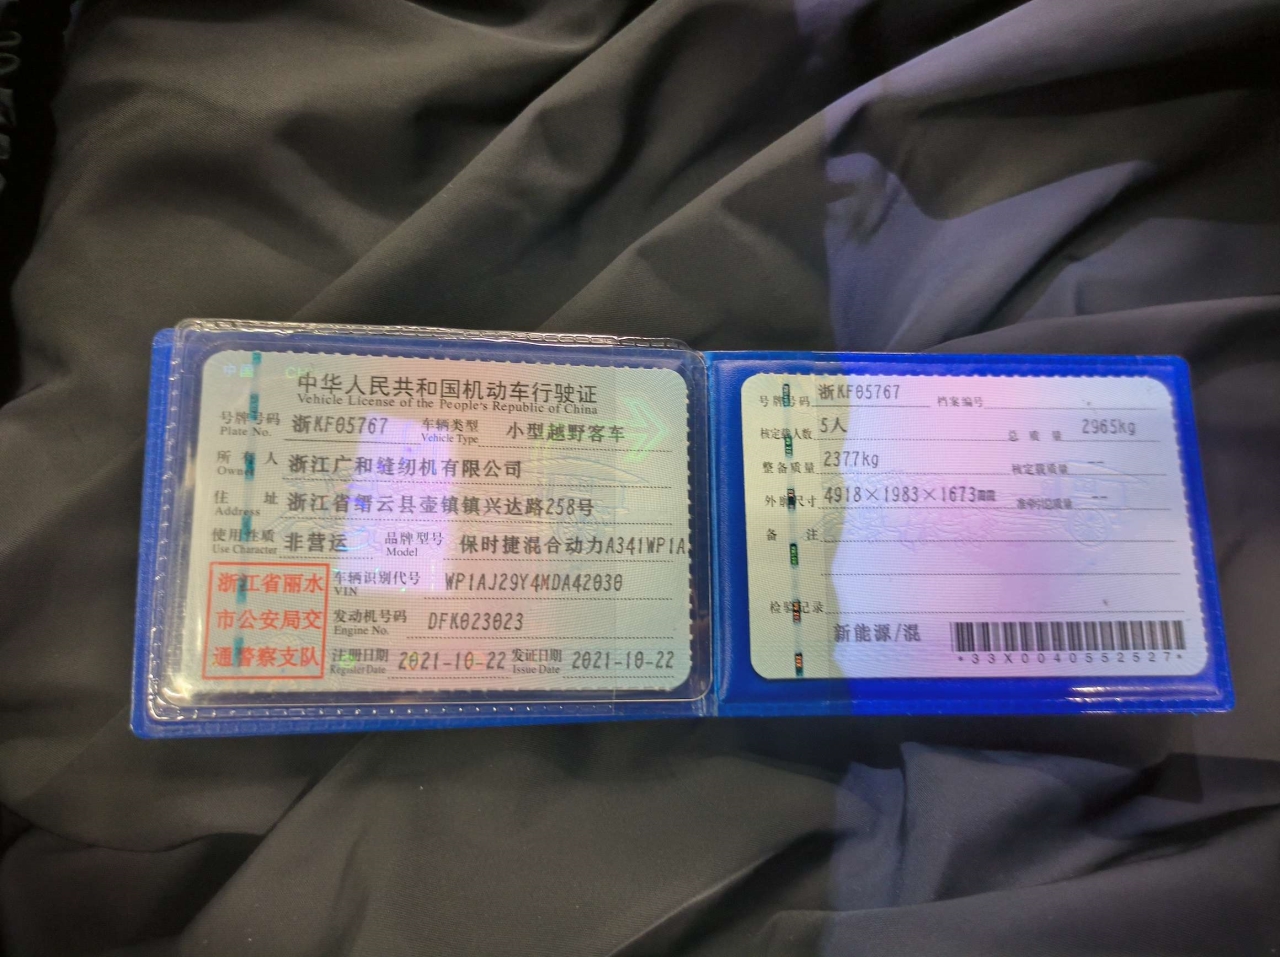 中国 CH
中华人民共和国机动车行驶证
Vehicle License of the People's Republic of China
号牌号码 浙KF05767 车辆类型 小型越野客车
Plate No. Vehicle Type
所有人 浙江广和缝纫机有限公司
Owner
住址 浙江省缙云县壶镇镇兴达路258号
Address
使用性质 非营运 品牌型号 保时捷混合动力A341WP1A
Use Character Model
浙江省丽水
市公安局交
通警察支队
车辆识别代号 WP1AJ29Y4MDA42030
VIN
发动机号码 DFK023023
Engine No.
注册日期 2021-10-22 发证日期 2021-10-22
Register Date Issue Date
号牌号码 浙KF05767 档案编号
核定载人数 5人 总质量 2965kg
整备质量 2377kg 核定载质量 --
外廓尺寸 4918×1983×1673mm 准牵引总质量 --
备注
检验记录
新能源/混
*33X0040552527*